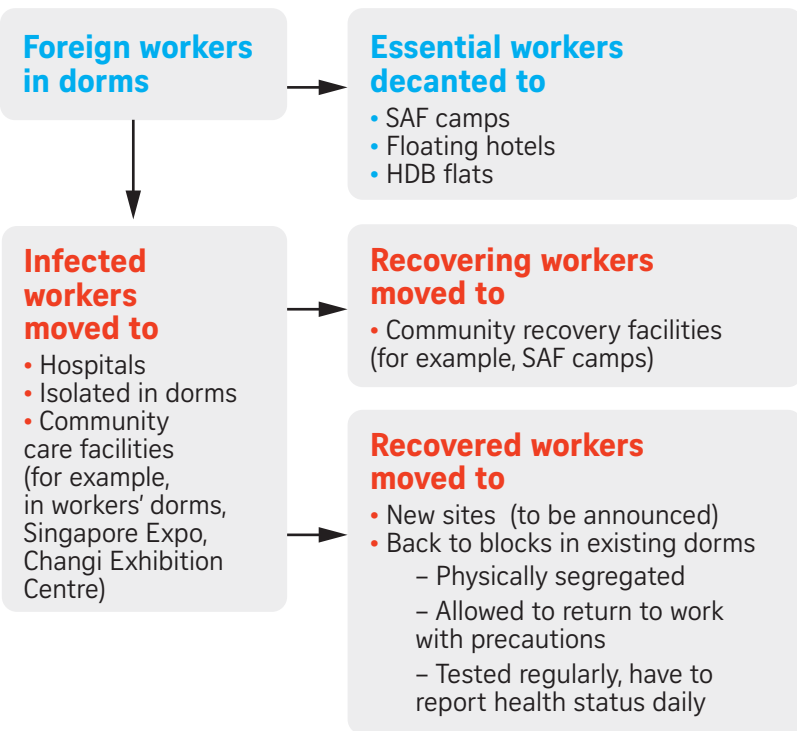 Foreign workers
in dorms
Essential workers
decanted to
• SAF camps
• Floating hotels
• HDB flats
Infected
workers
moved to
• Hospitals
• Isolated in dorms
• Community
care facilities
(for example,
in workers’ dorms,
Singapore Expo,
Changi Exhibition
Centre)
Recovering workers
moved to
• Community recovery facilities
(for example, SAF camps)
Recovered workers
moved to
• New sites (to be announced)
• Back to blocks in existing dorms
– Physically segregated
– Allowed to return to work
with precautions
– Tested regularly, have to
report health status daily